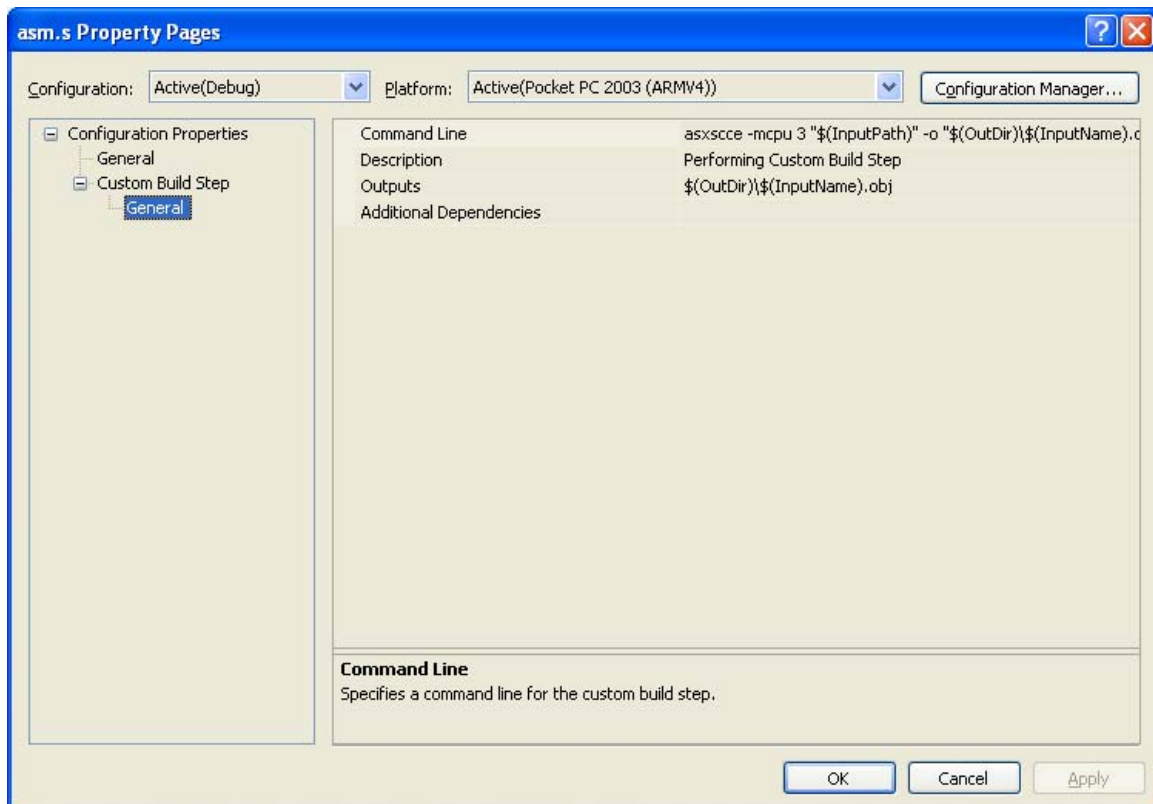 asm.s Property Pages
Configuration: Active(Debug) Platform: Active(Pocket PC 2003 (ARMV4)) Configuration Manager...
Configuration Properties
General
Custom Build Step
General
Command Line asxscce -mcpu 3 "$(InputPath)" -o "$(OutDir)\$(InputName).
Description Performing Custom Build Step
Outputs $(OutDir)\$(InputName).obj
Additional Dependencies
Command Line
Specifies a command line for the custom build step.
OK Cancel Apply